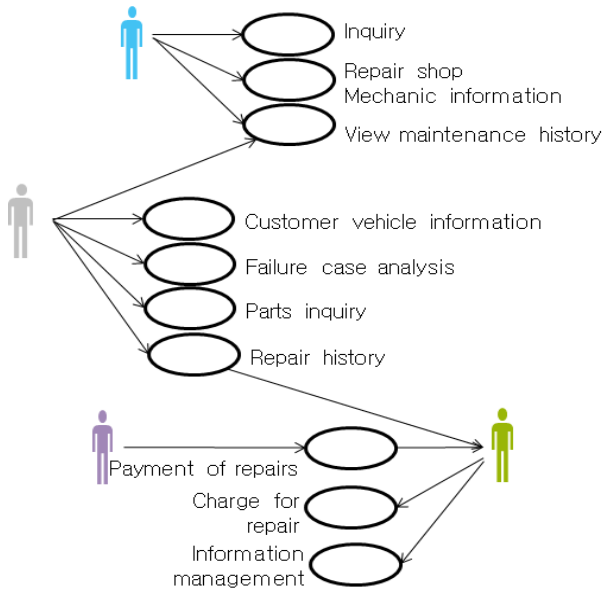 Inquiry
Repair shop
Mechanic information
View maintenance history
Customer vehicle information
Failure case analysis
Parts inquiry
Repair history
Payment of repairs
Charge for
repair
Information
management